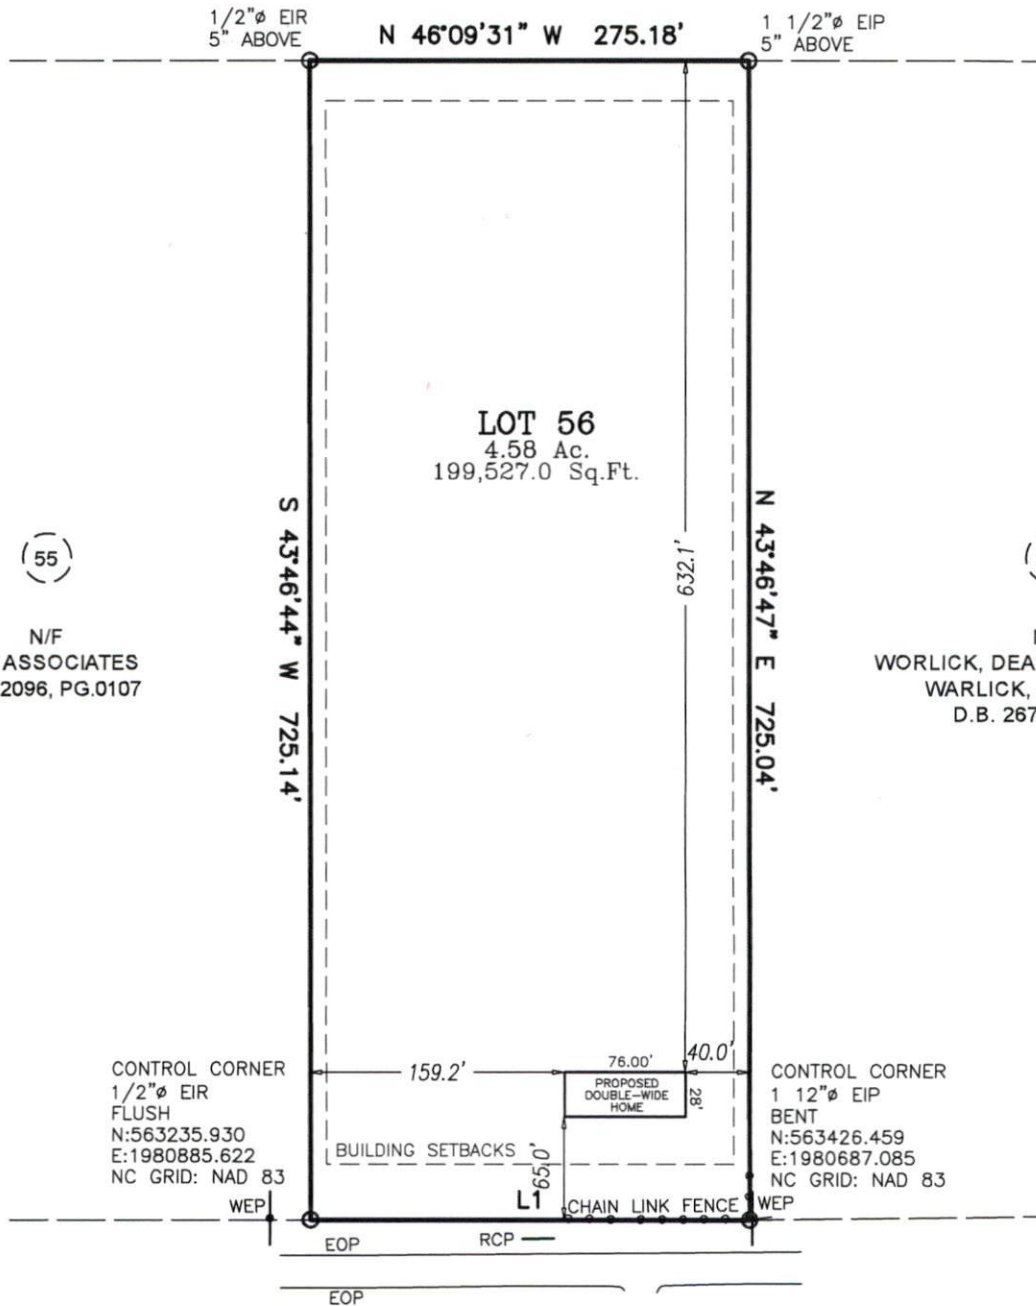 1/2"ø EIR
5" ABOVE
N 46°09'31" W 275.18'
1 1/2"ø EIP
5" ABOVE
LOT 56
4.58 Ac.
199,527.0 Sq.Ft.
S 43°46'44" W 725.14'
632.1'
N 43°46'47" E 725.04'
55
N/F
ASSOCIATES
2096, PG.0107
WORLICK, DEA
WARLICK,
D.B. 267
159.2'
76.00'
40.0'
PROPOSED
DOUBLE-WIDE
HOME
28'
CONTROL CORNER
1/2"ø EIR
FLUSH
N:563235.930
E:1980885.622
NC GRID: NAD 83
CONTROL CORNER
1 12"ø EIP
BENT
N:563426.459
E:1980687.085
NC GRID: NAD 83
BUILDING SETBACKS
65.0'
WEP
L1
CHAIN LINK FENCE
WEP
RCP
EOP
EOP